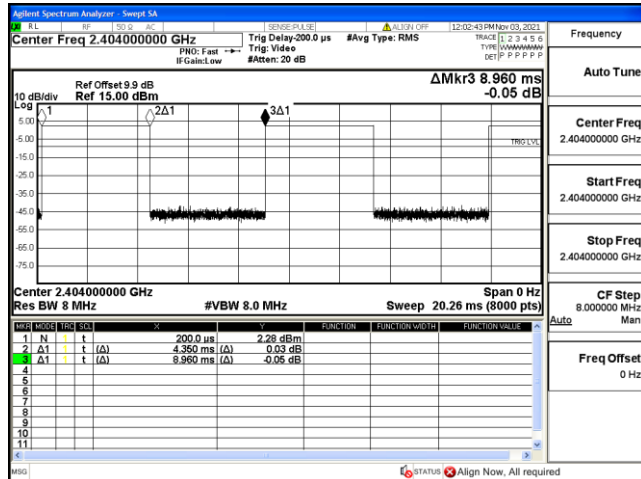 Agilent Spectrum Analyzer - Swept SA
RL RF 50 Ω AC SENSE:PULSE ALIGN OFF 12:02:43 PM Nov 03, 2021
Center Freq 2.404000000 GHz
PNO: Fast
IFGain:Low
Trig Delay-200.0 µs
Trig: Video
#Atten: 20 dB
#Avg Type: RMS
TRACE 1 2 3 4 5 6
TYPE WWWWWW
DET P P P P P P
Ref Offset 9.9 dB
10 dB/div Ref 15.00 dBm
ΔMkr3 8.960 ms
-0.05 dB
Log
1
2Δ1
3Δ1
5.00
-5.00
-15.0
-25.0
-35.0
-45.0
-55.0
-65.0
-75.0
TRIG LVL
Center 2.404000000 GHz Span 0 Hz
Res BW 8 MHz #VBW 8.0 MHz Sweep 20.26 ms (8000 pts)
MKR MODE TRC SCL X Y FUNCTION FUNCTION WIDTH FUNCTION VALUE
1 N 1 t 200.0 µs 2.28 dBm
2 Δ1 1 t (Δ) 4.350 ms (Δ) 0.03 dB
3 Δ1 1 t (Δ) 8.960 ms (Δ) -0.05 dB
4
5
6
7
8
9
10
11
MSG STATUS Align Now, All required
Frequency
Auto Tune
Center Freq
2.404000000 GHz
Start Freq
2.404000000 GHz
Stop Freq
2.404000000 GHz
CF Step
8.000000 MHz
Auto Man
Freq Offset
0 Hz